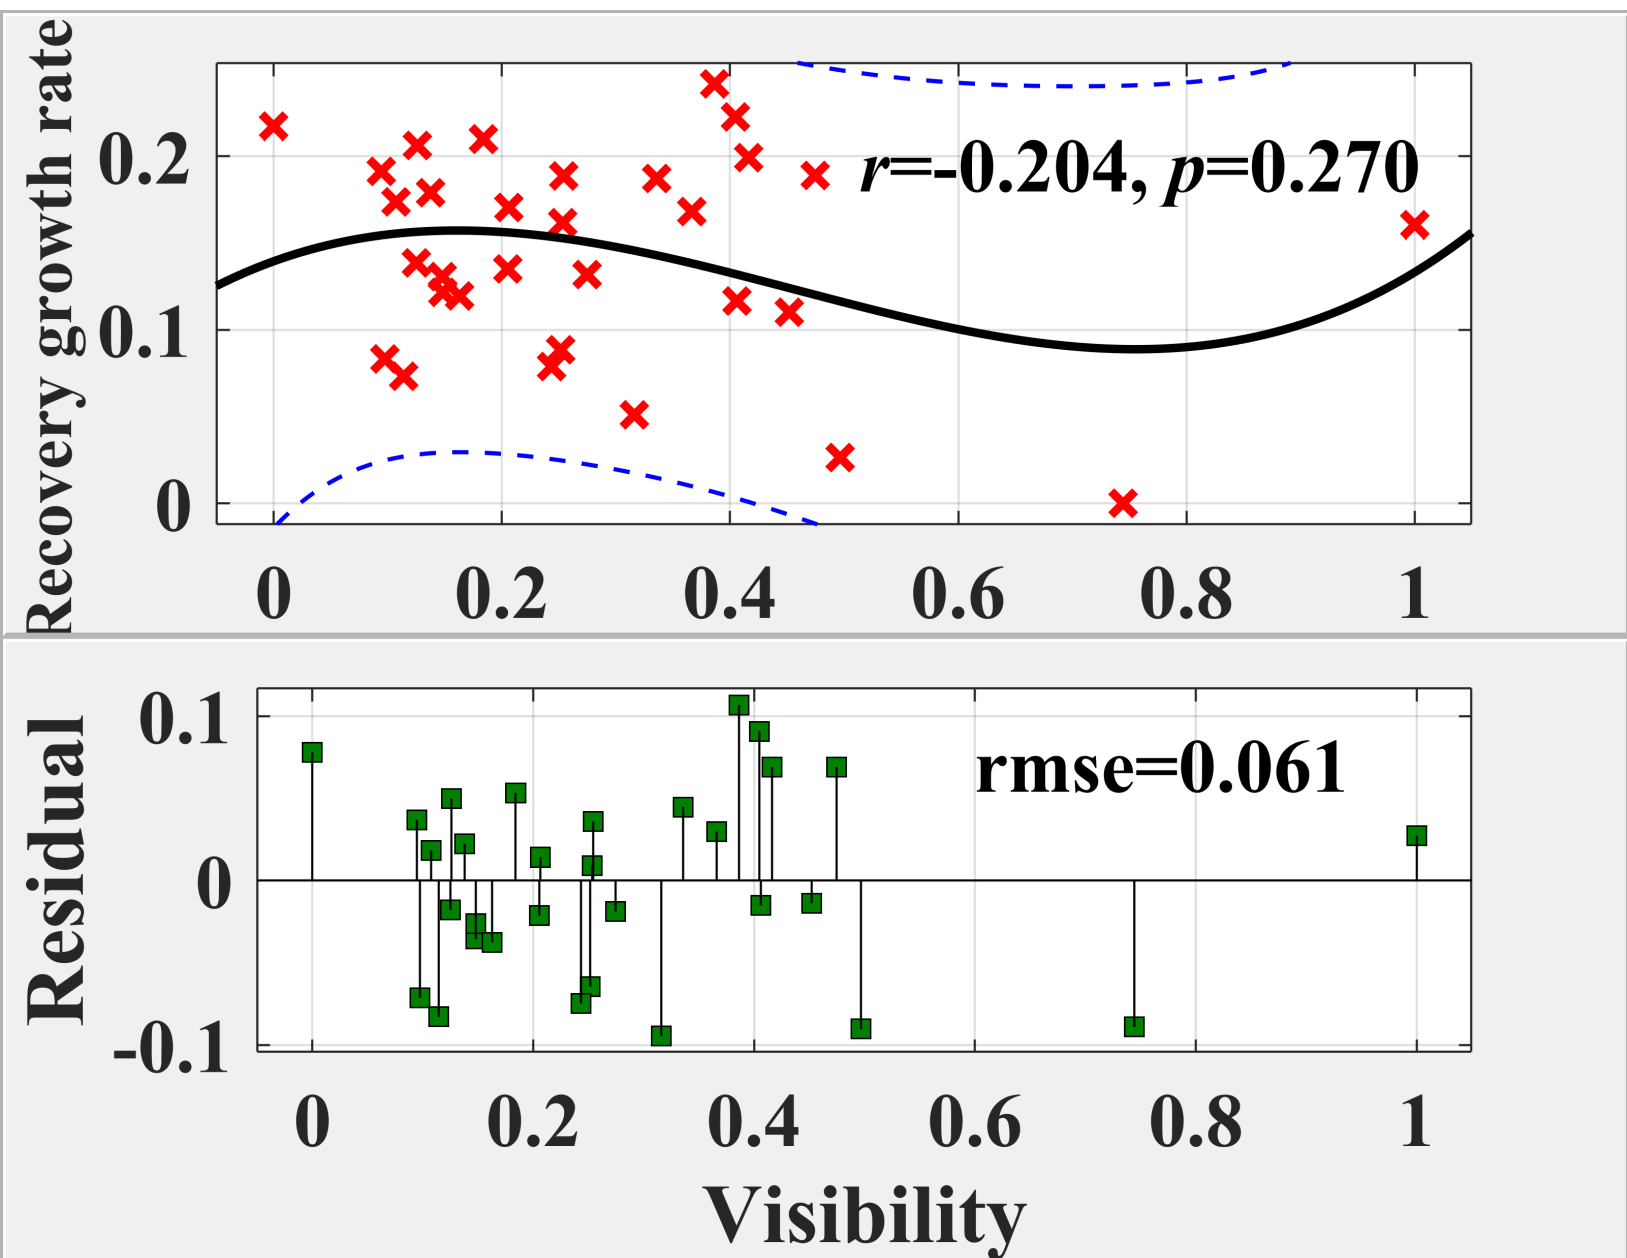 Recovery growth rate
0.2
0.1
0
r=-0.204, p=0.270
0 0.2 0.4 0.6 0.8 1
Residual
0.1
0
-0.1
rmse=0.061
0 0.2 0.4 0.6 0.8 1
Visibility